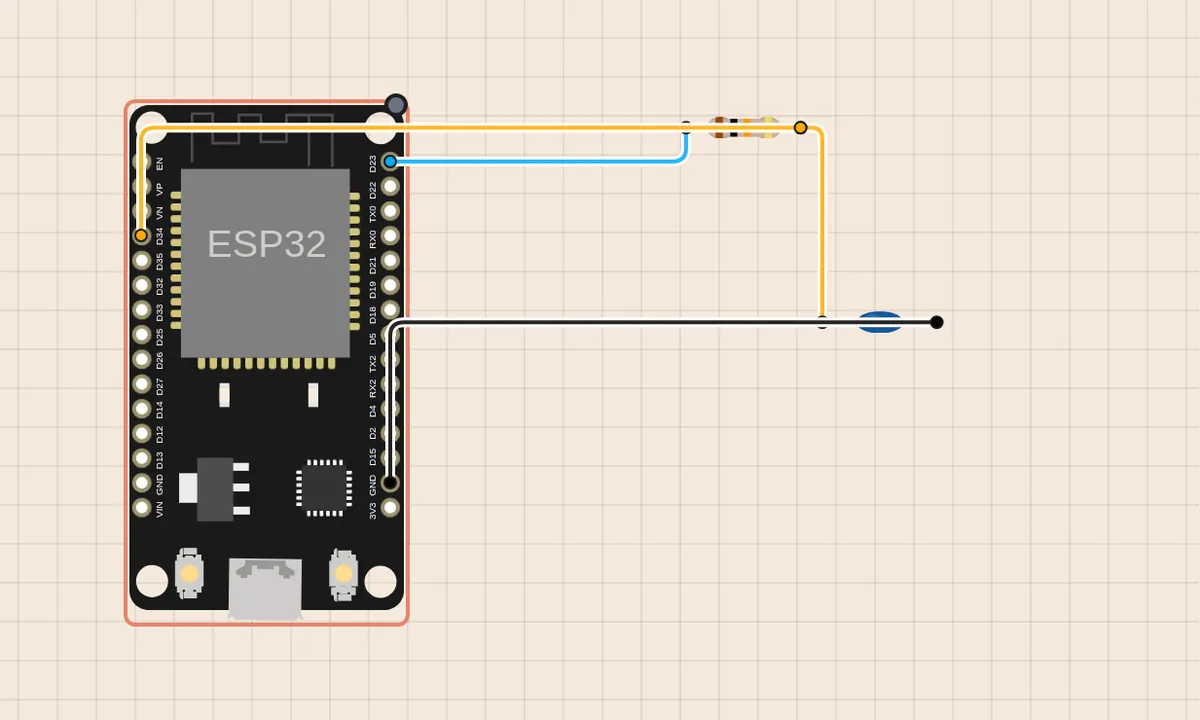 ESP32
EN
VP
VN
D34
D35
D32
D33
D25
D26
D27
D14
D12
D13
GND
VIN
D23
D22
TX0
RX0
D21
D19
D18
D5
TX2
RX2
D4
D2
D15
GND
3V3